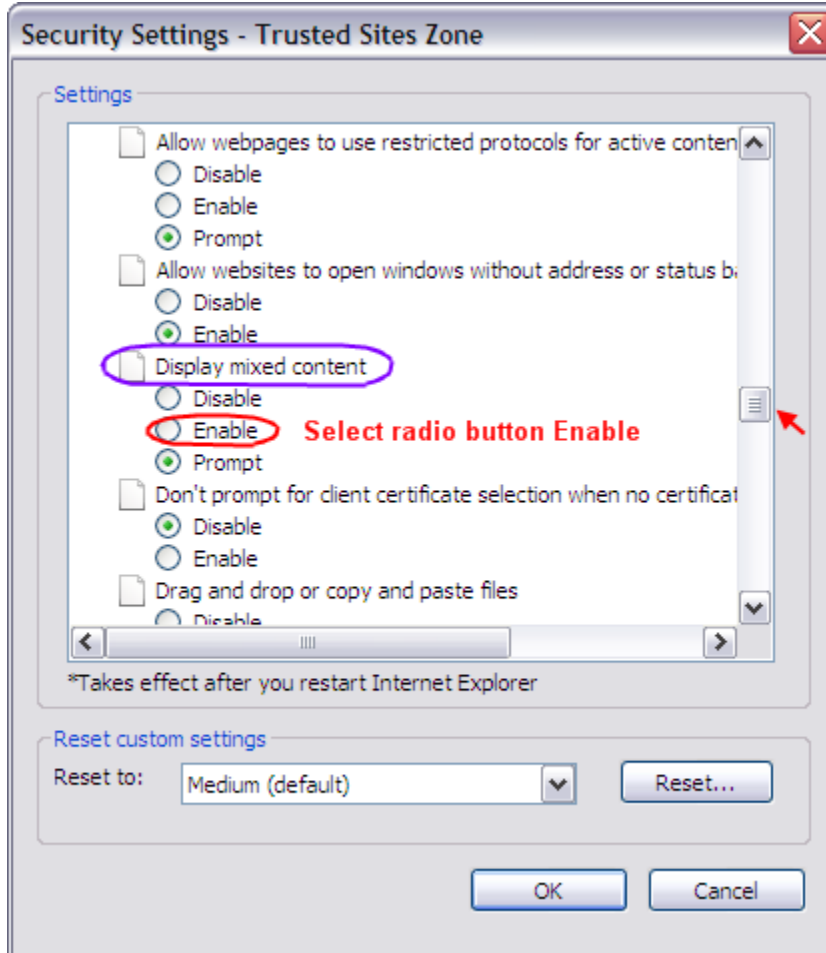 Security Settings - Trusted Sites Zone
Settings
Allow webpages to use restricted protocols for active conten
Disable
Enable
Prompt
Allow websites to open windows without address or status ba
Disable
Enable
Display mixed content
Disable
Enable Select radio button Enable
Prompt
Don't prompt for client certificate selection when no certificat
Disable
Enable
Drag and drop or copy and paste files
Disable
*Takes effect after you restart Internet Explorer
Reset custom settings
Reset to: Medium (default) Reset...
OK Cancel